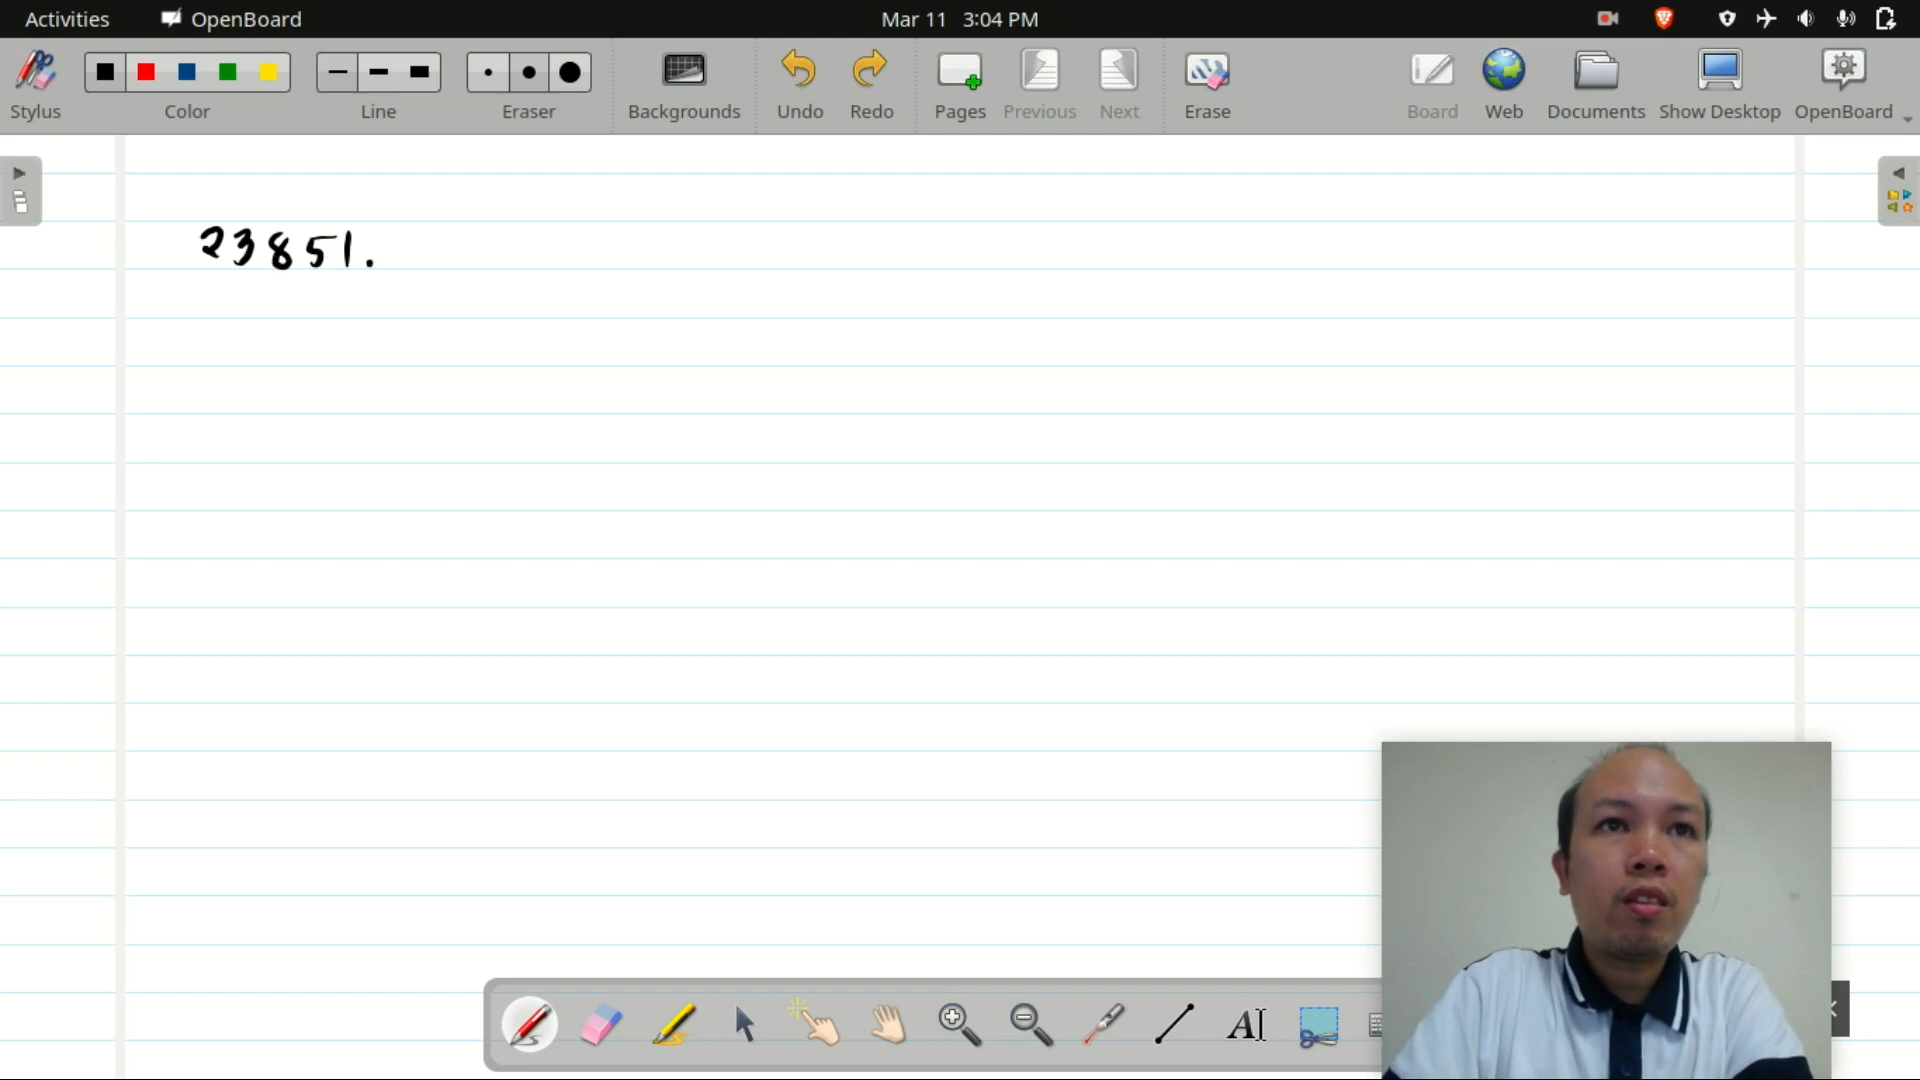 Activities OpenBoard Mar 11 3:04 PM
Stylus Color Line Eraser Backgrounds Undo Redo Pages Previous Next Erase Board Web Documents Show Desktop OpenBoard
23851.
AI